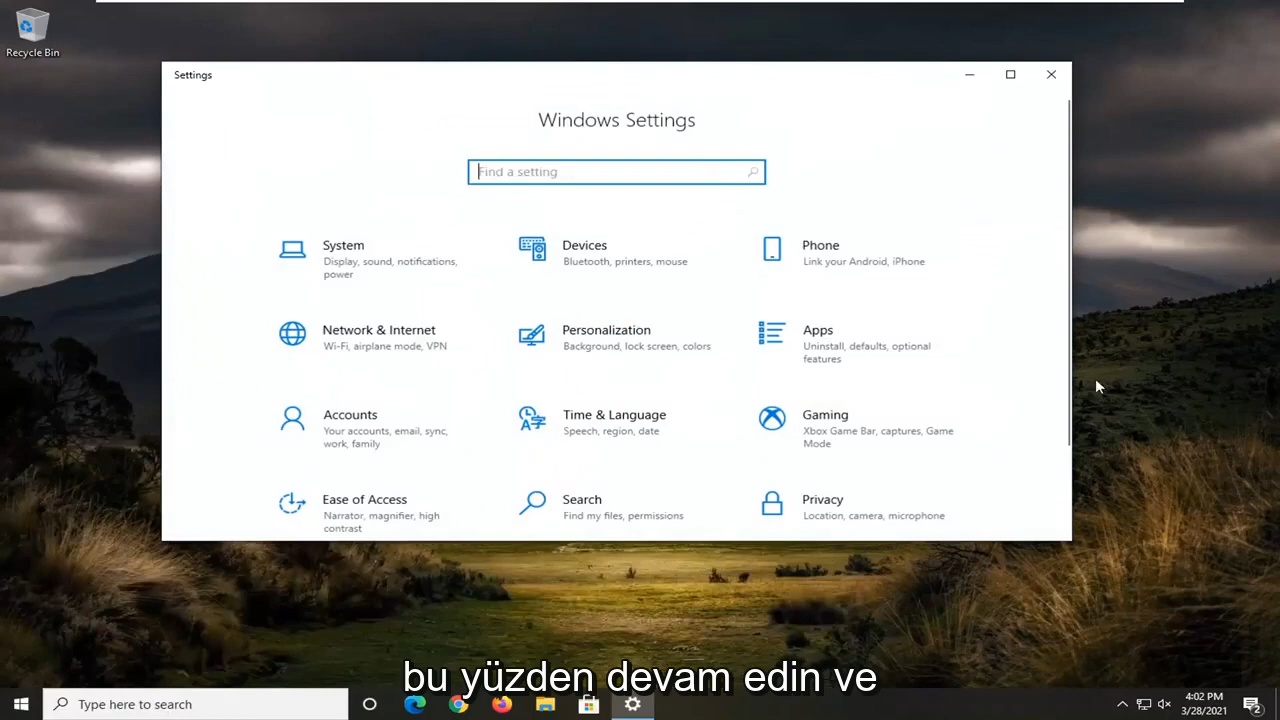 Recycle Bin
Settings
Windows Settings
Find a setting
System
Display, sound, notifications,
power
Devices
Bluetooth, printers, mouse
Phone
Link your Android, iPhone
Network & Internet
Wi-Fi, airplane mode, VPN
Personalization
Background, lock screen, colors
Apps
Uninstall, defaults, optional
features
Accounts
Your accounts, email, sync,
work, family
Time & Language
Speech, region, date
Gaming
Xbox Game Bar, captures, Game
Mode
Ease of Access
Narrator, magnifier, high
contrast
Search
Find my files, permissions
Privacy
Location, camera, microphone
bu yüzden devam edin ve
Type here to search
4:02 PM
3/28/2021
2